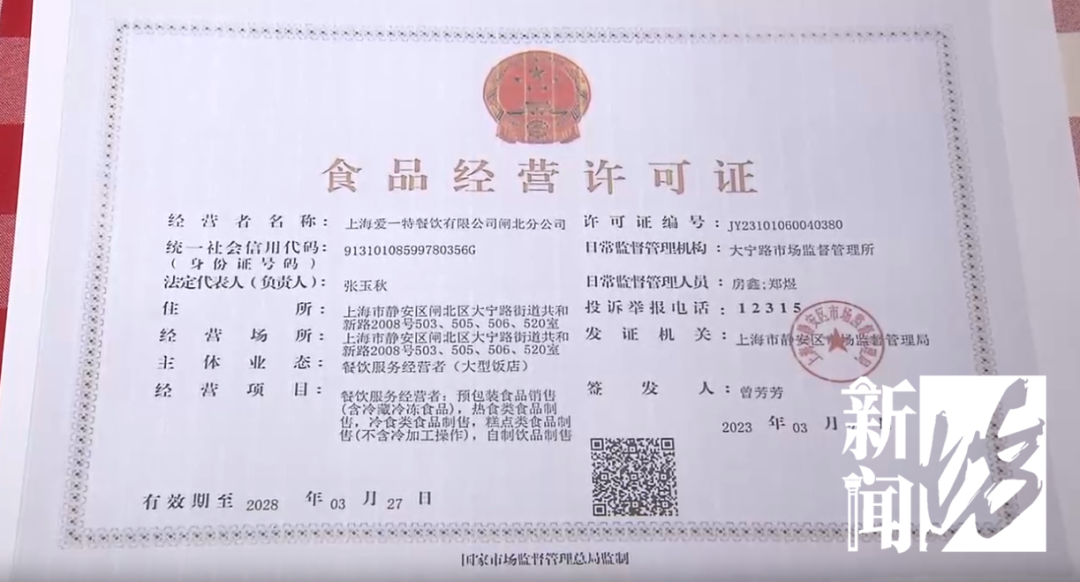 食品经营许可证
经营者名称：上海爱一特餐饮有限公司闸北分公司
许可证编号：JY23101060040380
统一社会信用代码：91310108599780356G
（身份证号码）
日常监督管理机构：大宁路市场监督管理所
法定代表人（负责人）：张玉秋
日常监督管理人员：房鑫;郑煜
住所：上海市静安区闸北区大宁路街道共和
新路2008号503、505、506、520室
投诉举报电话：12315
经营场所：上海市静安区闸北区大宁路街道共和
新路2008号503、505、506、520室
发证机关：上海市静安区市场监督管理局
主体业态：餐饮服务经营者（大型饭店）
经营项目：餐饮服务经营者：预包装食品销售
(含冷藏冷冻食品)，热食类食品制
售，冷食类食品制售，糕点类食品制
售(不含冷加工操作)，自制饮品制售
签发人：曾芳芳
2023 年 03 月
有效期至 2028 年 03 月 27 日
国家市场监督管理总局监制
新闻